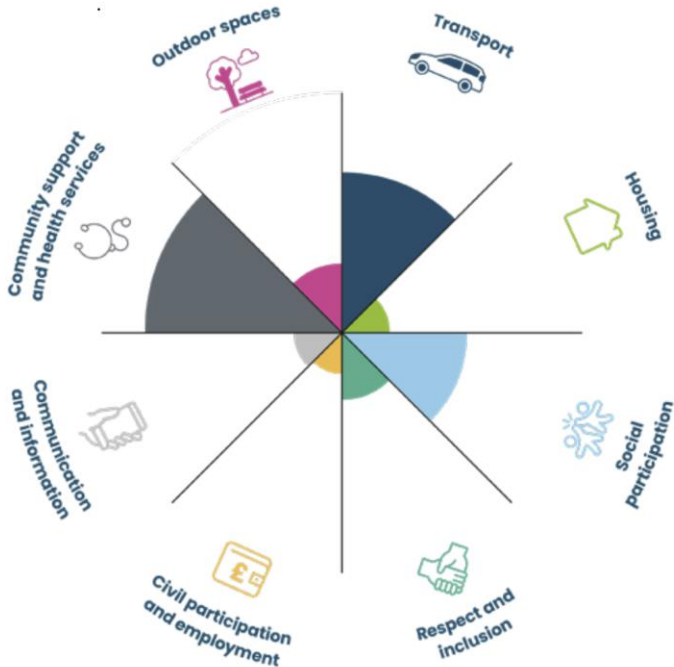 Outdoor spaces
Transport
Community support
and health services
Housing
Communication
and information
Social
participation
£
Civil participation
and employment
Respect and
inclusion